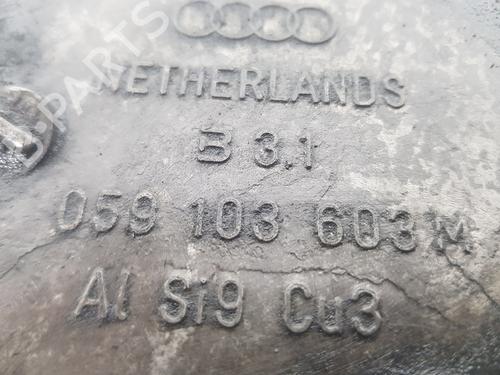 NETHERLANDS
B 3.1
059 103 603 M
Al Si9 Cu3